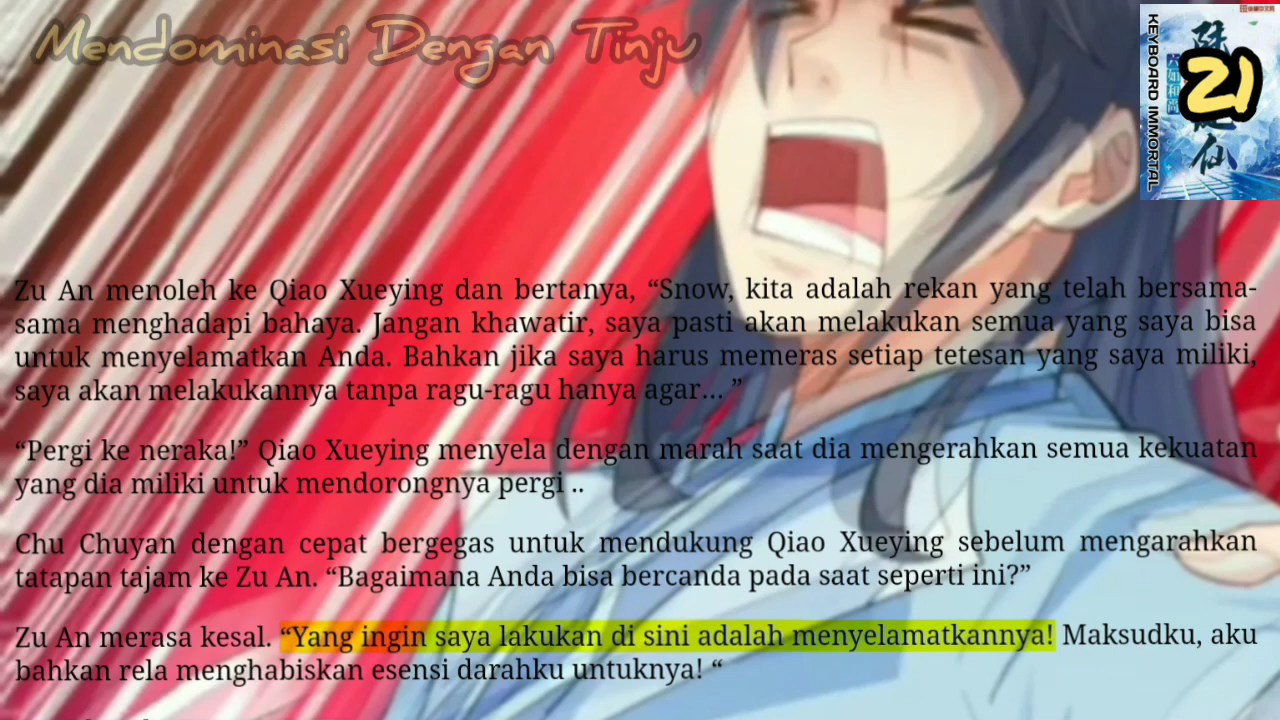 Mendominasi Dengan Tinju
KEYBOARD IMMORTAL
六如和尚
仙
21
Zu An menoleh ke Qiao Xueying dan bertanya, “Snow, kita adalah rekan yang telah bersama-
sama menghadapi bahaya. Jangan khawatir, saya pasti akan melakukan semua yang saya bisa
untuk menyelamatkan Anda. Bahkan jika saya harus memeras setiap tetesan yang saya miliki,
saya akan melakukannya tanpa ragu-ragu hanya agar... ”
“Pergi ke neraka!” Qiao Xueying menyela dengan marah saat dia mengerahkan semua kekuatan
yang dia miliki untuk mendorongnya pergi ..
Chu Chuyan dengan cepat bergegas untuk mendukung Qiao Xueying sebelum mengarahkan
tatapan tajam ke Zu An. “Bagaimana Anda bisa bercanda pada saat seperti ini?”
Zu An merasa kesal. “Yang ingin saya lakukan di sini adalah menyelamatkannya! Maksudku, aku
bahkan rela menghabiskan esensi darahku untuknya! “